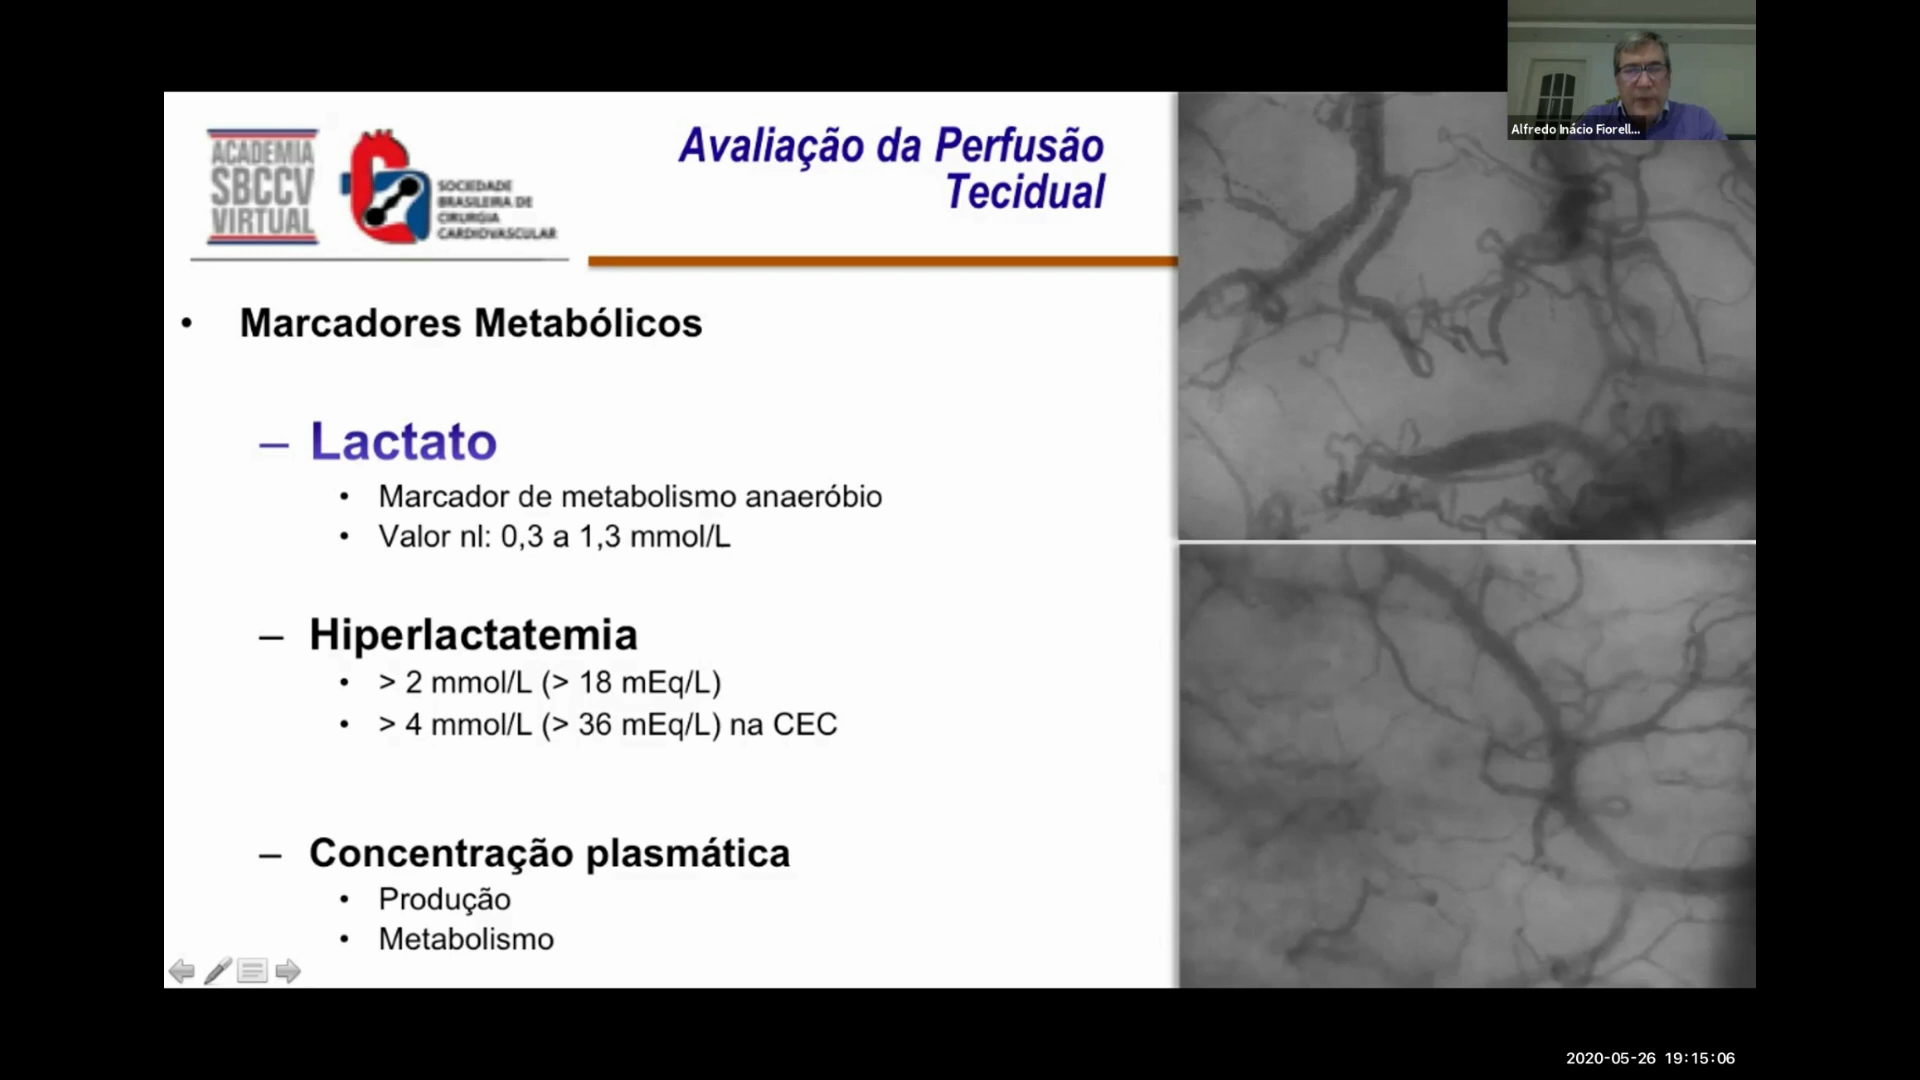 Alfredo Inácio Fiorell...
ACADEMIA
SBCCV
VIRTUAL
SOCIEDADE
BRASILEIRA DE
CIRURGIA
CARDIOVASCULAR
Avaliação da Perfusão
Tecidual
• Marcadores Metabólicos
– Lactato
• Marcador de metabolismo anaeróbio
• Valor nl: 0,3 a 1,3 mmol/L
– Hiperlactatemia
• > 2 mmol/L (> 18 mEq/L)
• > 4 mmol/L (> 36 mEq/L) na CEC
– Concentração plasmática
• Produção
• Metabolismo
2020-05-26 19:15:06